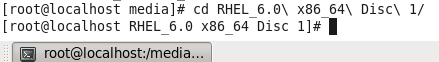 [root@localhost media]# cd RHEL_6.0\ x86_64\ Disc\ 1/
[root@localhost RHEL_6.0 x86_64 Disc 1]#
root@localhost:/media...